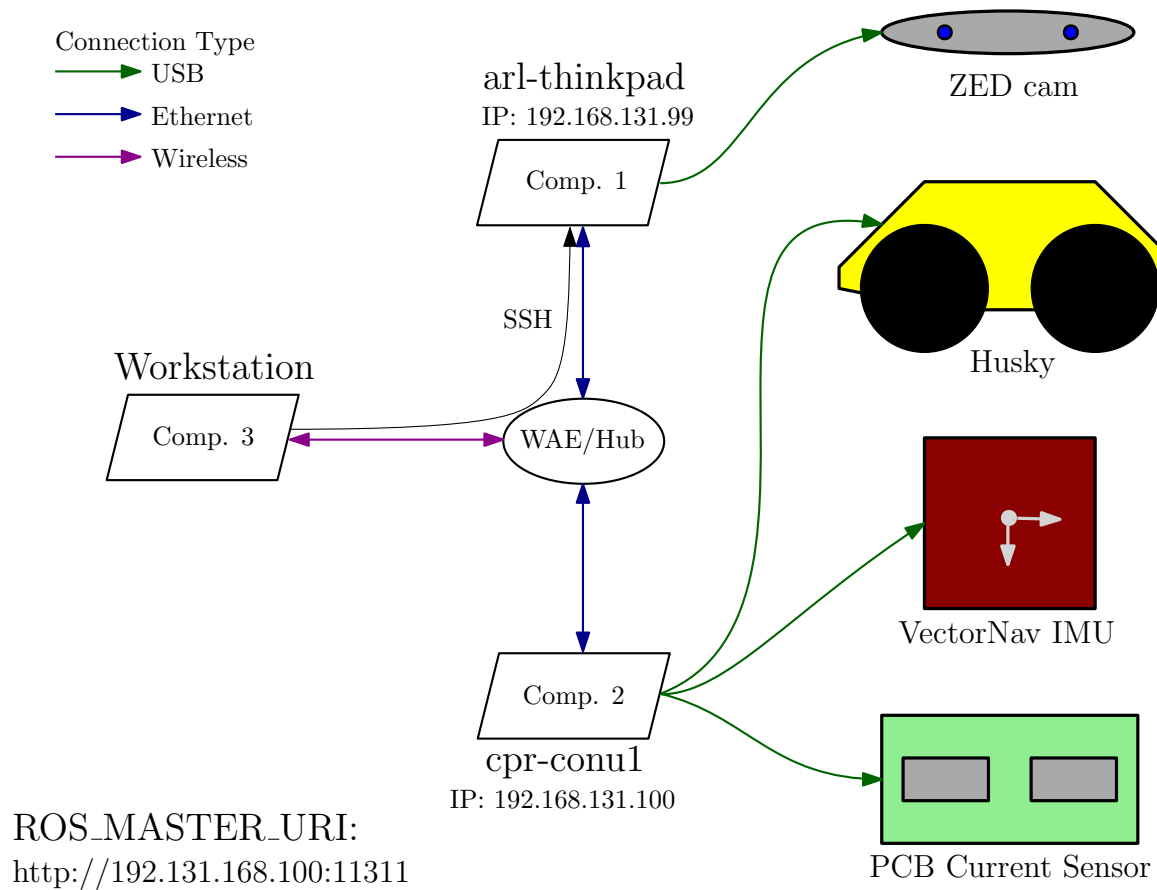 Connection Type
USB
Ethernet
Wireless
arl-thinkpad
IP: 192.168.131.99
Comp. 1
ZED cam
Husky
SSH
Workstation
Comp. 3
WAE/Hub
VectorNav IMU
Comp. 2
cpr-conu1
IP: 192.168.131.100
PCB Current Sensor
ROS_MASTER_URI:
http://192.131.168.100:11311